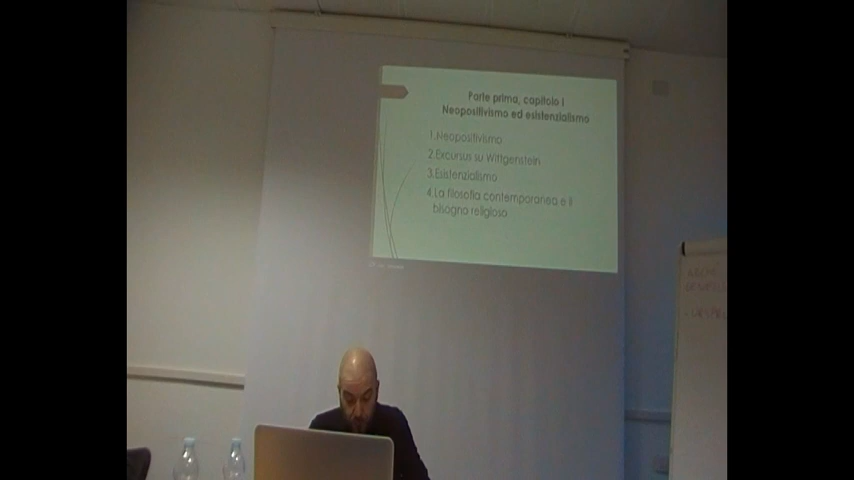 Parte prima, capitolo I
Neopositivismo ed esistenzialismo
1.Neopositivismo
2.Excursus su Wittgenstein
3.Esistenzialismo
4.La filosofia contemporanea e il
bisogno religioso